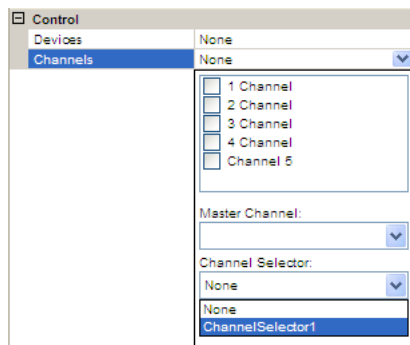 Control
Devices None
Channels None
1 Channel
2 Channel
3 Channel
4 Channel
Channel 5
Master Channel:
Channel Selector:
None
None
ChannelSelector1